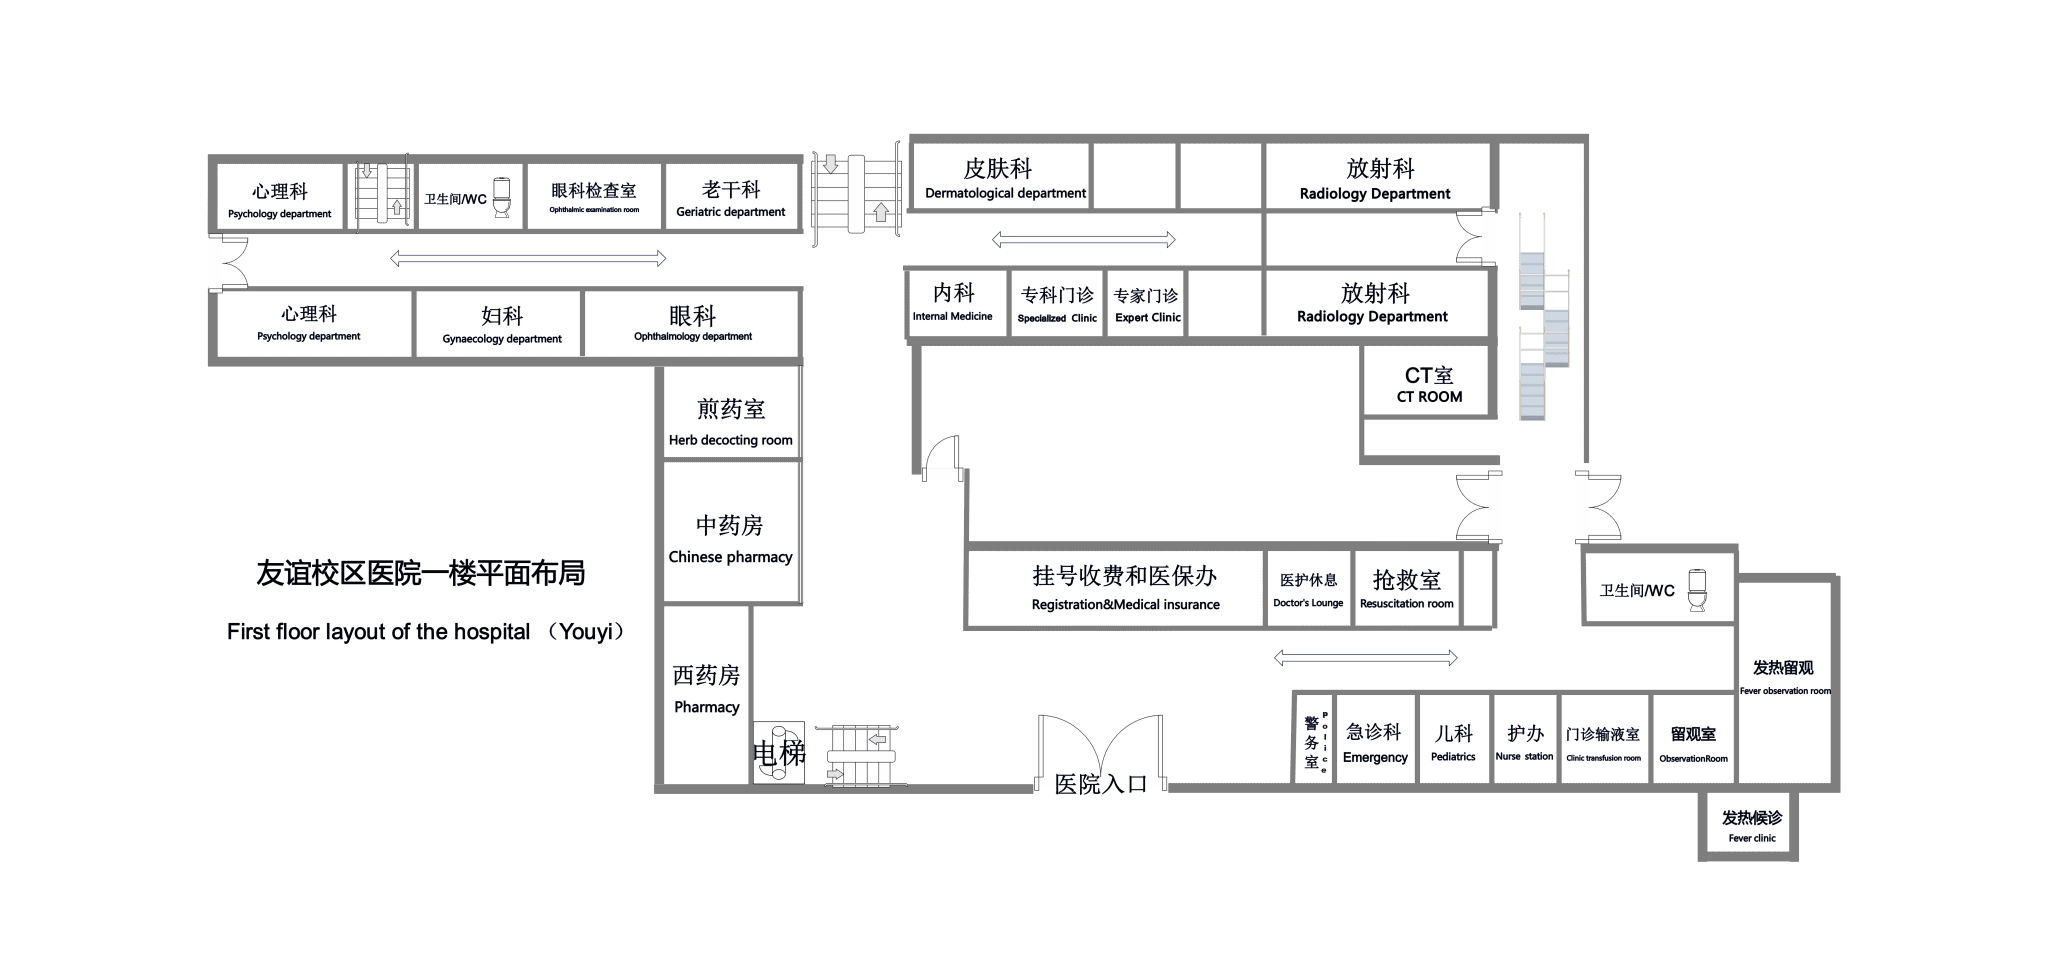 心理科
Psychology department
卫生间/WC
眼科检查室
Ophthalmic examination room
老干科
Geriatric department
皮肤科
Dermatological department
放射科
Radiology Department
心理科
Psychology department
妇科
Gynaecology department
眼科
Ophthalmology department
内科
Internal Medicine
专科门诊
Specialized Clinic
专家门诊
Expert Clinic
放射科
Radiology Department
CT室
CT ROOM
煎药室
Herb decocting room
中药房
Chinese pharmacy
西药房
Pharmacy
电梯
友谊校区医院一楼平面布局
First floor layout of the hospital （Youyi）
挂号收费和医保办
Registration&Medical insurance
医护休息
Doctor's Lounge
抢救室
Resuscitation room
卫生间/WC
发热留观
Fever observation room
医院入口
警务室
Police
急诊科
Emergency
儿科
Pediatrics
护办
Nurse station
门诊输液室
Clinic transfusion room
留观室
ObservationRoom
发热候诊
Fever clinic